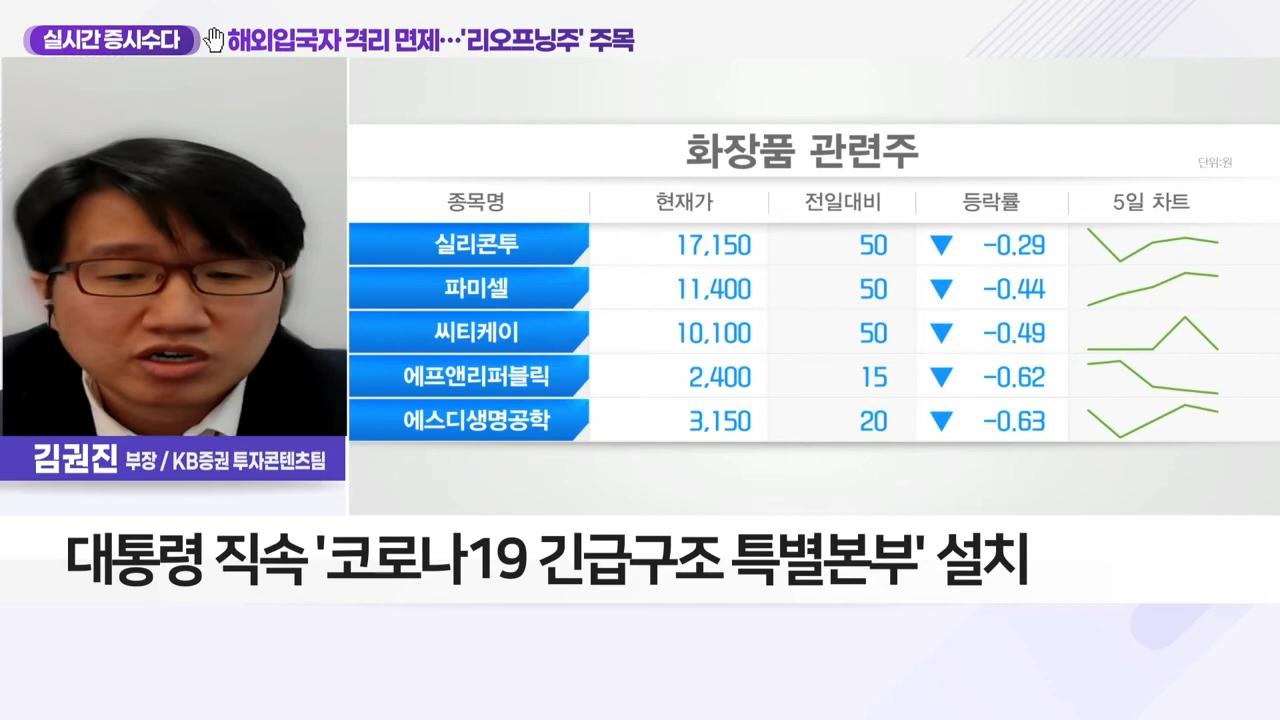 실시간 증시수다 해외입국자 격리 면제…'리오프닝주' 주목
화장품 관련주
단위:원
종목명 현재가 전일대비 등락률 5일 차트
실리콘투 17,150 50 ▼ -0.29
파미셀 11,400 50 ▼ -0.44
씨티케이 10,100 50 ▼ -0.49
에프앤리퍼블릭 2,400 15 ▼ -0.62
에스디생명공학 3,150 20 ▼ -0.63
김권진 부장 / KB증권 투자콘텐츠팀
대통령 직속 '코로나19 긴급구조 특별본부' 설치